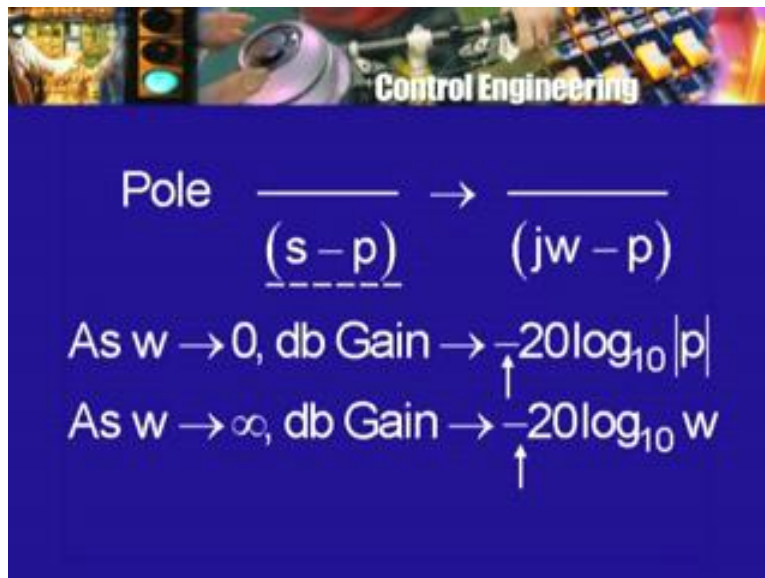 Control Engineering
Pole ‾‾‾‾‾ → ‾‾‾‾‾
(s – p) (jw – p)
As w → 0, db Gain → –20log₁₀|p|
As w → ∞, db Gain → –20log₁₀ w